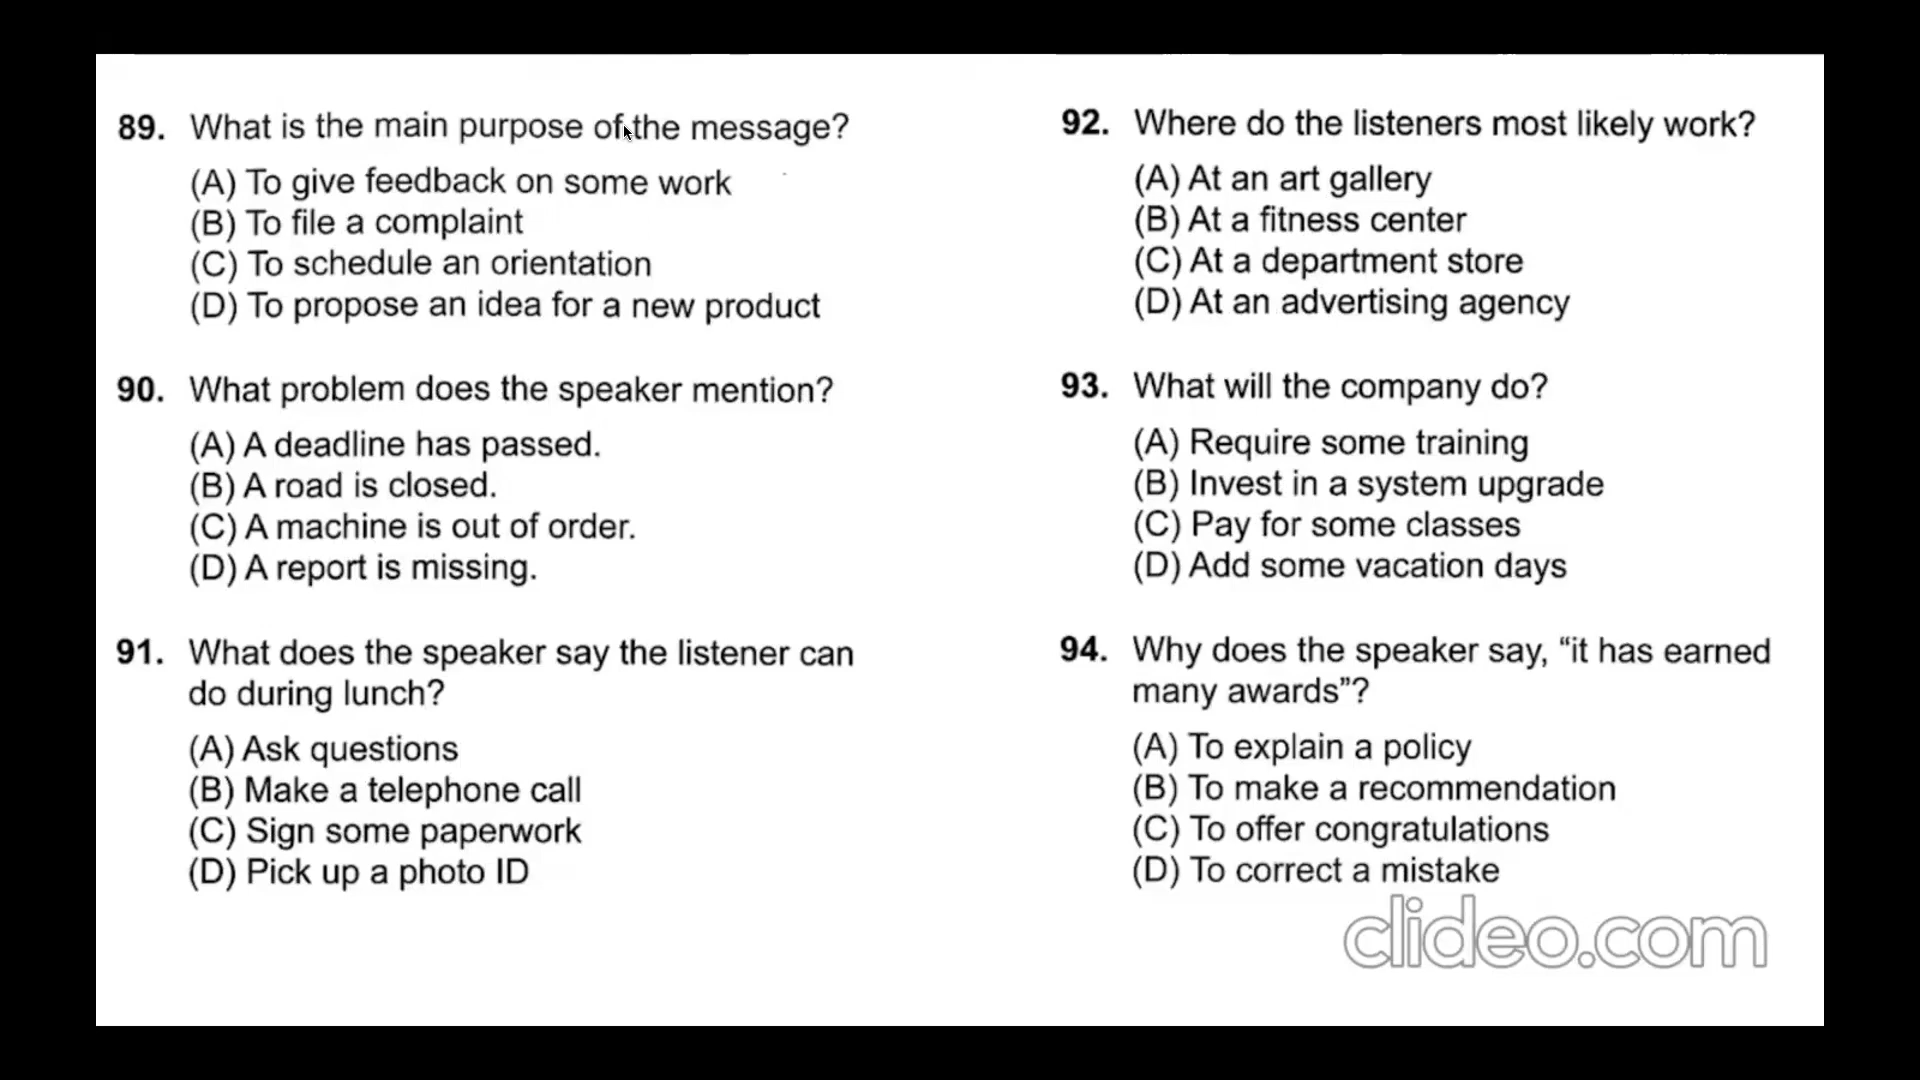 89. What is the main purpose of the message?
(A) To give feedback on some work
(B) To file a complaint
(C) To schedule an orientation
(D) To propose an idea for a new product
90. What problem does the speaker mention?
(A) A deadline has passed.
(B) A road is closed.
(C) A machine is out of order.
(D) A report is missing.
91. What does the speaker say the listener can
do during lunch?
(A) Ask questions
(B) Make a telephone call
(C) Sign some paperwork
(D) Pick up a photo ID
92. Where do the listeners most likely work?
(A) At an art gallery
(B) At a fitness center
(C) At a department store
(D) At an advertising agency
93. What will the company do?
(A) Require some training
(B) Invest in a system upgrade
(C) Pay for some classes
(D) Add some vacation days
94. Why does the speaker say, “it has earned
many awards”?
(A) To explain a policy
(B) To make a recommendation
(C) To offer congratulations
(D) To correct a mistake
clideo.com